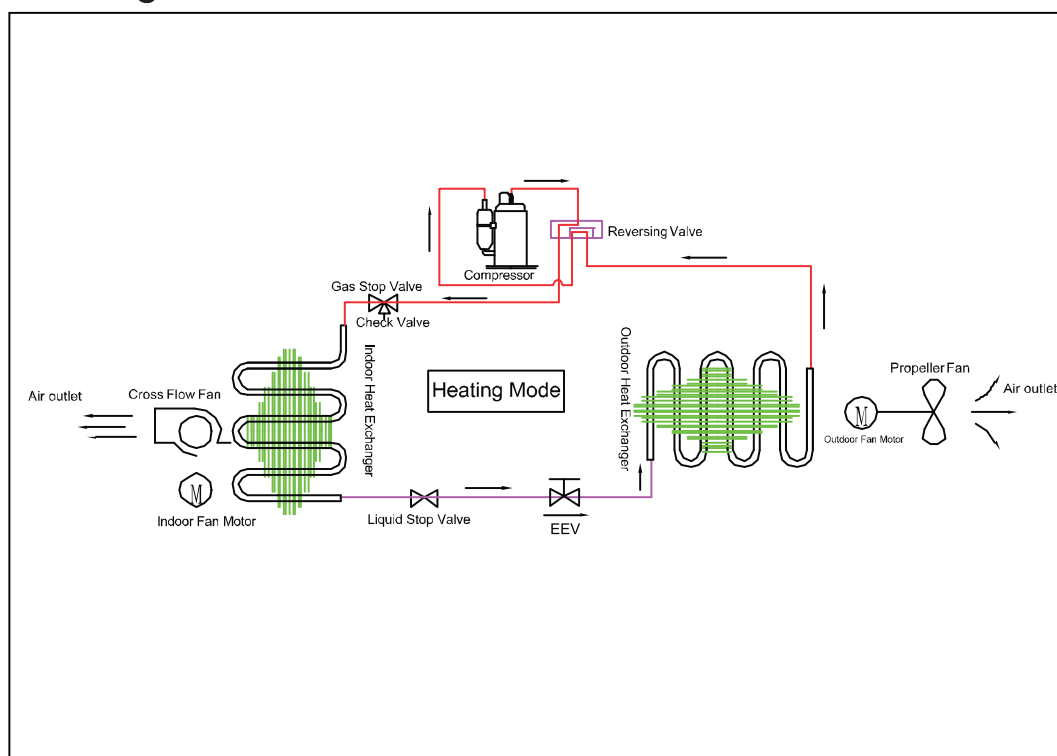 Reversing Valve
Compressor
Gas Stop Valve
Check Valve
Indoor Heat Exchanger
Outdoor Heat Exchanger
Heating Mode
Propeller Fan
Air outlet
Cross Flow Fan
Air outlet
M
Outdoor Fan Motor
M
Indoor Fan Motor
Liquid Stop Valve
EEV